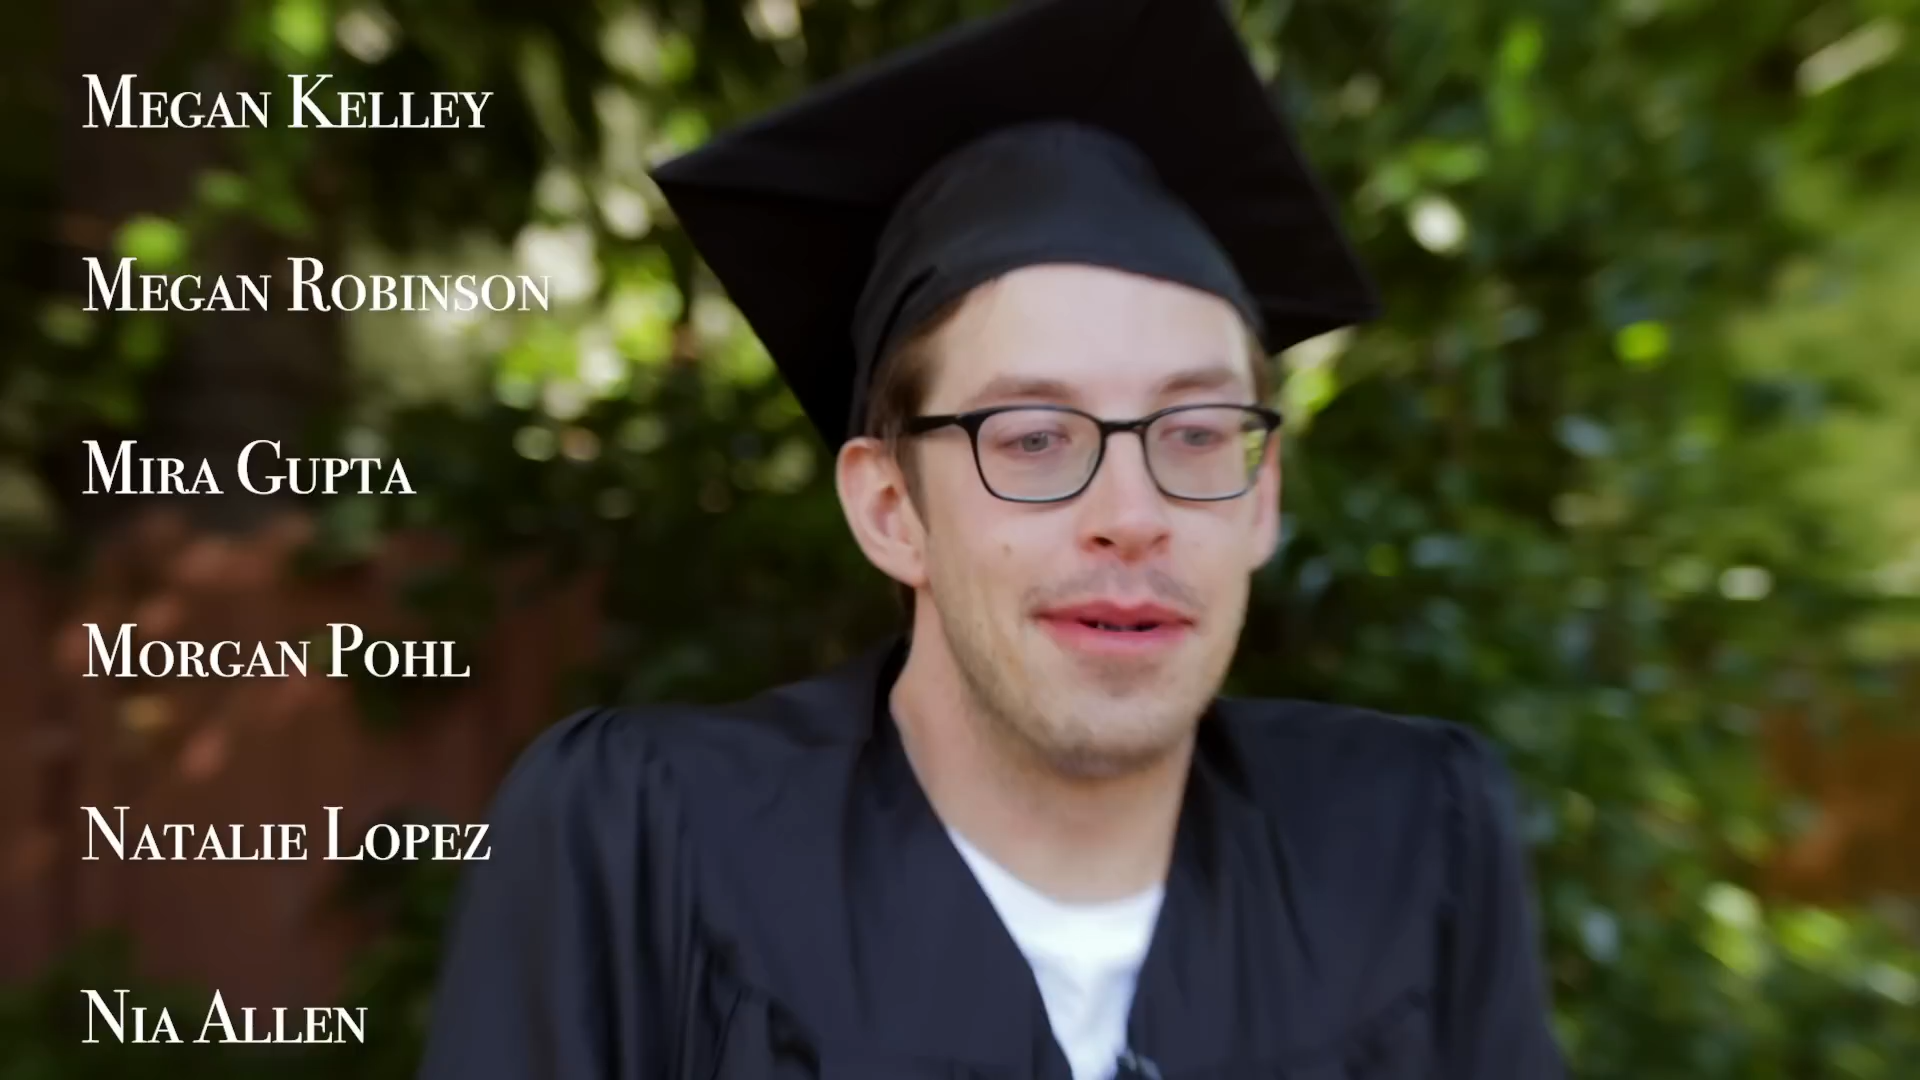 Megan Kelley
Megan Robinson
Mira Gupta
Morgan Pohl
Natalie Lopez
Nia Allen